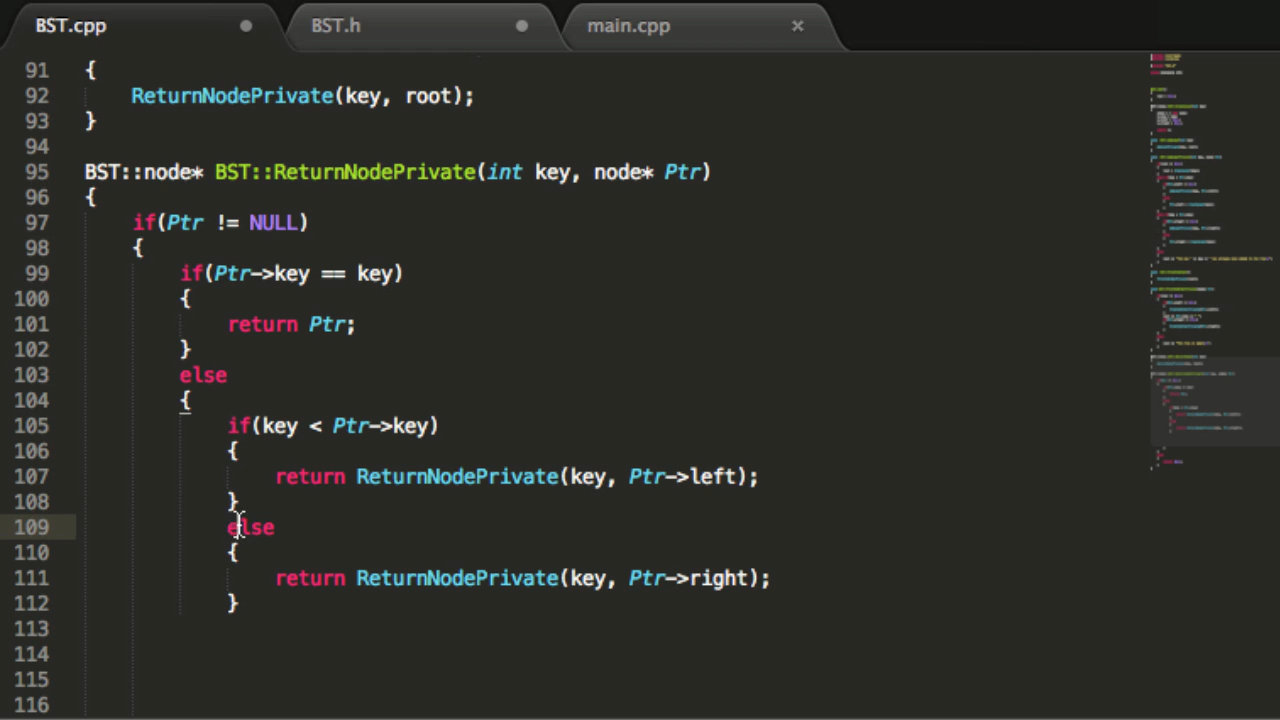 BST.cpp BST.h main.cpp ×
91 {
92 ReturnNodePrivate(key, root);
93 }
94
95 BST::node* BST::ReturnNodePrivate(int key, node* Ptr)
96 {
97 if(Ptr != NULL)
98 {
99 if(Ptr->key == key)
100 {
101 return Ptr;
102 }
103 else
104 {
105 if(key < Ptr->key)
106 {
107 return ReturnNodePrivate(key, Ptr->left);
108 }
109 else
110 {
111 return ReturnNodePrivate(key, Ptr->right);
112 }
113
114
115
116